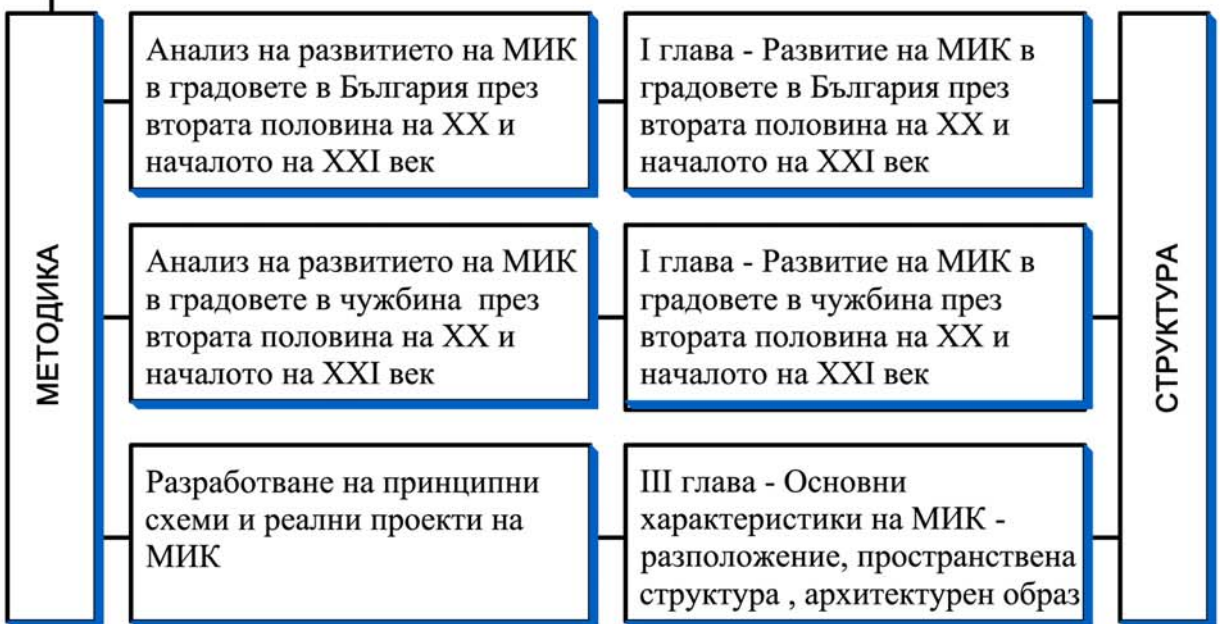 МЕТОДИКА
Анализ на развитието на МИК
в градовете в България през
втората половина на XX и
началото на XXI век
I глава - Развитие на МИК в
градовете в България през
втората половина на XX и
началото на XXI век
Анализ на развитието на МИК
в градовете в чужбина  през
втората половина на XX и
началото на XXI век
I глава - Развитие на МИК в
градовете в чужбина през
втората половина на XX и
началото на XXI век
Разработване на принципни
схеми и реални проекти на
МИК
III глава - Основни
характеристики на МИК -
разположение, пространствена
структура , архитектурен образ
СТРУКТУРА